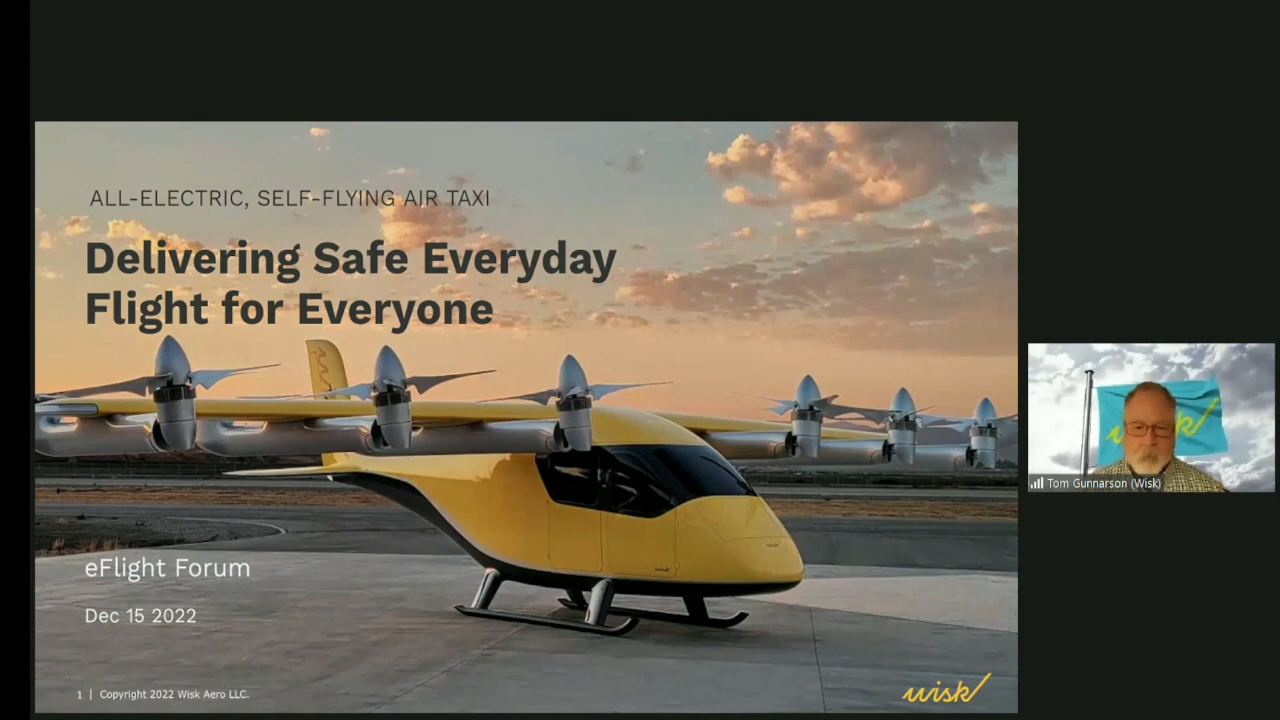 ALL-ELECTRIC, SELF-FLYING AIR TAXI
Delivering Safe Everyday
Flight for Everyone
eFlight Forum
Dec 15 2022
1 | Copyright 2022 Wisk Aero LLC.
wisk
wisk
Tom Gunnarson (Wisk)